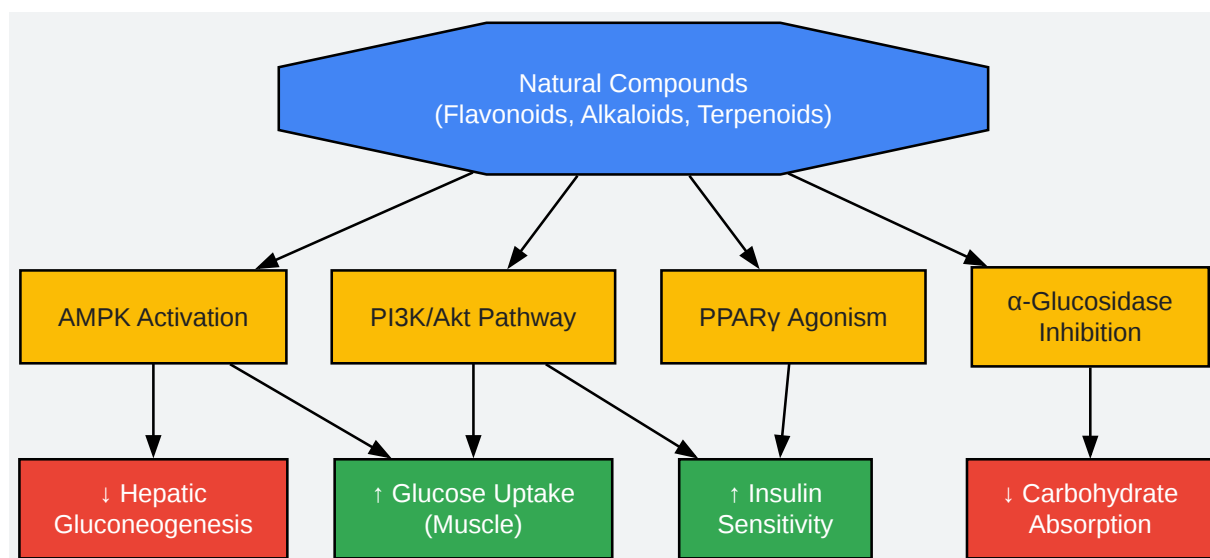 Natural Compounds
(Flavonoids, Alkaloids, Terpenoids)
AMPK Activation
PI3K/Akt Pathway
PPARγ Agonism
α-Glucosidase
Inhibition
↓ Hepatic
Gluconeogenesis
↑ Glucose Uptake
(Muscle)
↑ Insulin
Sensitivity
↓ Carbohydrate
Absorption